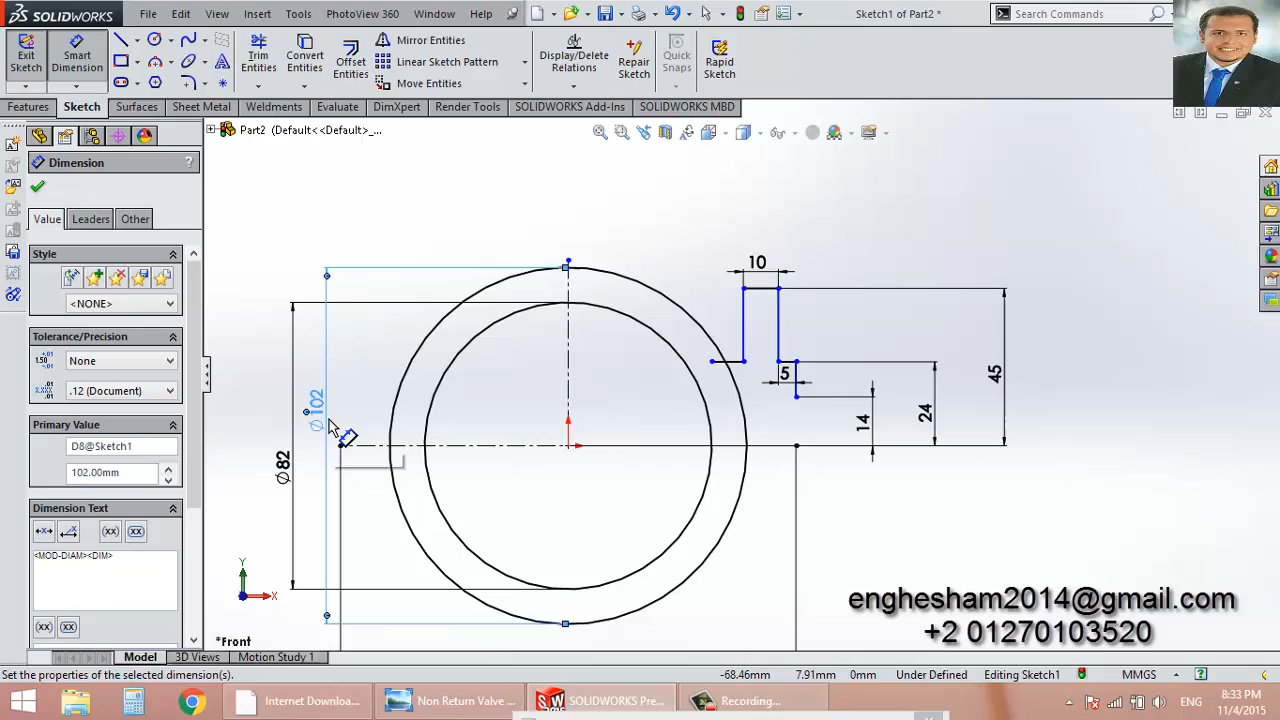 SOLIDWORKS
File
Edit
View
Insert
Tools
PhotoView 360
Window
Help
Sketch1 of Part2 *
Search Commands
Exit Sketch
Smart Dimension
Trim Entities
Convert Entities
Offset Entities
Mirror Entities
Linear Sketch Pattern
Move Entities
Display/Delete Relations
Repair Sketch
Quick Snaps
Rapid Sketch
Features
Sketch
Surfaces
Sheet Metal
Weldments
Evaluate
DimXpert
Render Tools
SOLIDWORKS Add-Ins
SOLIDWORKS MBD
Part2 (Default<<Default>_...
Dimension
?
Value
Leaders
Other
Style
<NONE>
Tolerance/Precision
None
.12 (Document)
Primary Value
D8@Sketch1
102.00mm
Dimension Text
(xx)
(xx)
<MOD-DIAM><DIM>
(xx)
(xx)
10
5
45
24
14
∅102
∅82
Y
X
*Front
enghesham2014@gmail.com
+2 01270103520
Model
3D Views
Motion Study 1
Set the properties of the selected dimension(s).
-68.46mm
7.91mm
0mm
Under Defined
Editing Sketch1
MMGS
Internet Downloa...
Non Return Valve ...
SOLIDWORKS Pre...
Recording...
ENG
8:33 PM
11/4/2015